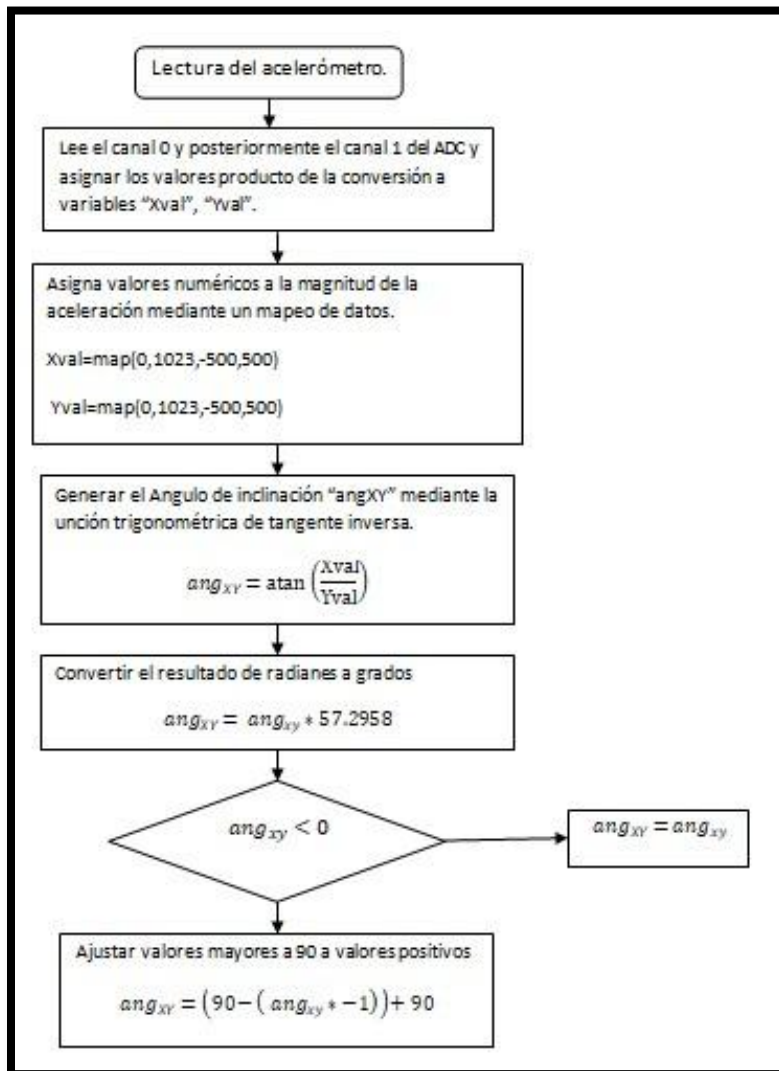 Lectura del acelerómetro.
Lee el canal 0 y posteriormente el canal 1 del ADC y
asignar los valores producto de la conversión a
variables “Xval”, “Yval”.
Asigna valores numéricos a la magnitud de la
aceleración mediante un mapeo de datos.
Xval=map(0,1023,-500,500)
Yval=map(0,1023,-500,500)
Generar el Angulo de inclinación “angXY” mediante la
unción trigonométrica de tangente inversa.
ang_XY = atan (Xval/Yval)
Convertir el resultado de radianes a grados
ang_XY = ang_xy * 57.2958
ang_xy < 0
ang_XY = ang_xy
Ajustar valores mayores a 90 a valores positivos
ang_XY = (90−( ang_xy * −1))+ 90